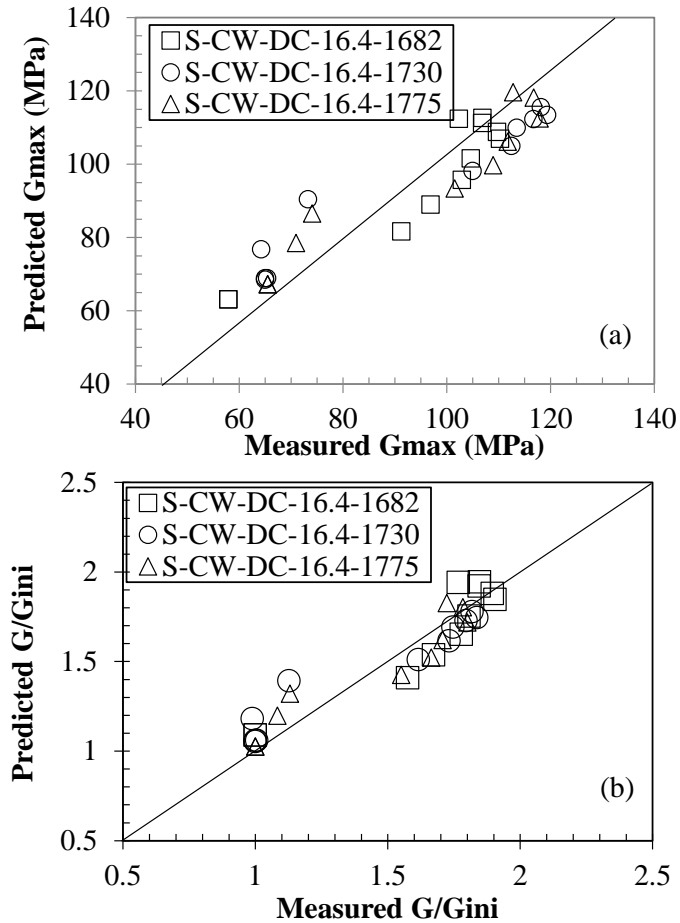 140
120
100
80
60
40
Predicted Gmax (MPa)
S-CW-DC-16.4-1682
S-CW-DC-16.4-1730
S-CW-DC-16.4-1775
(a)
40
60
80
100
120
140
Measured Gmax (MPa)
2.5
2
1.5
1
0.5
Predicted G/Gini
S-CW-DC-16.4-1682
S-CW-DC-16.4-1730
S-CW-DC-16.4-1775
(b)
0.5
1
1.5
2
2.5
Measured G/Gini